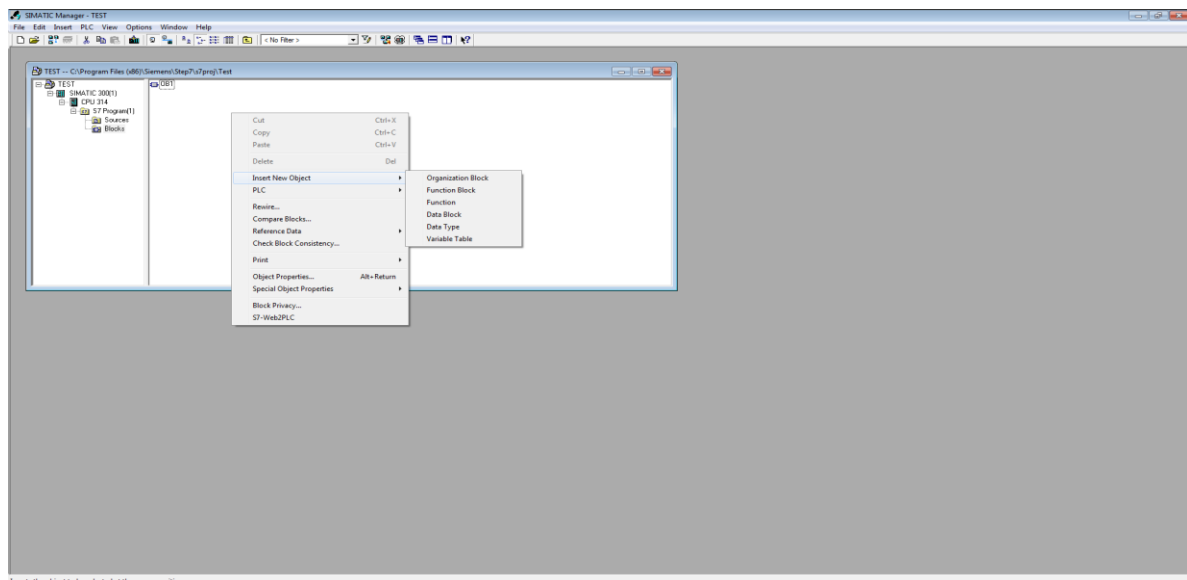 SIMATIC Manager - TEST
File Edit Insert PLC View Options Window Help
< No Filter >
TEST -- C:\Program Files (x86)\Siemens\Step7\s7proj\Test
TEST
SIMATIC 300(1)
CPU 314
S7 Program(1)
Sources
Blocks
OB1
Cut Ctrl+X
Copy Ctrl+C
Paste Ctrl+V
Delete Del
Insert New Object
PLC
Rewire...
Compare Blocks...
Reference Data
Check Block Consistency...
Print
Object Properties... Alt+Return
Special Object Properties
Block Privacy...
S7-Web2PLC
Organization Block
Function Block
Function
Data Block
Data Type
Variable Table